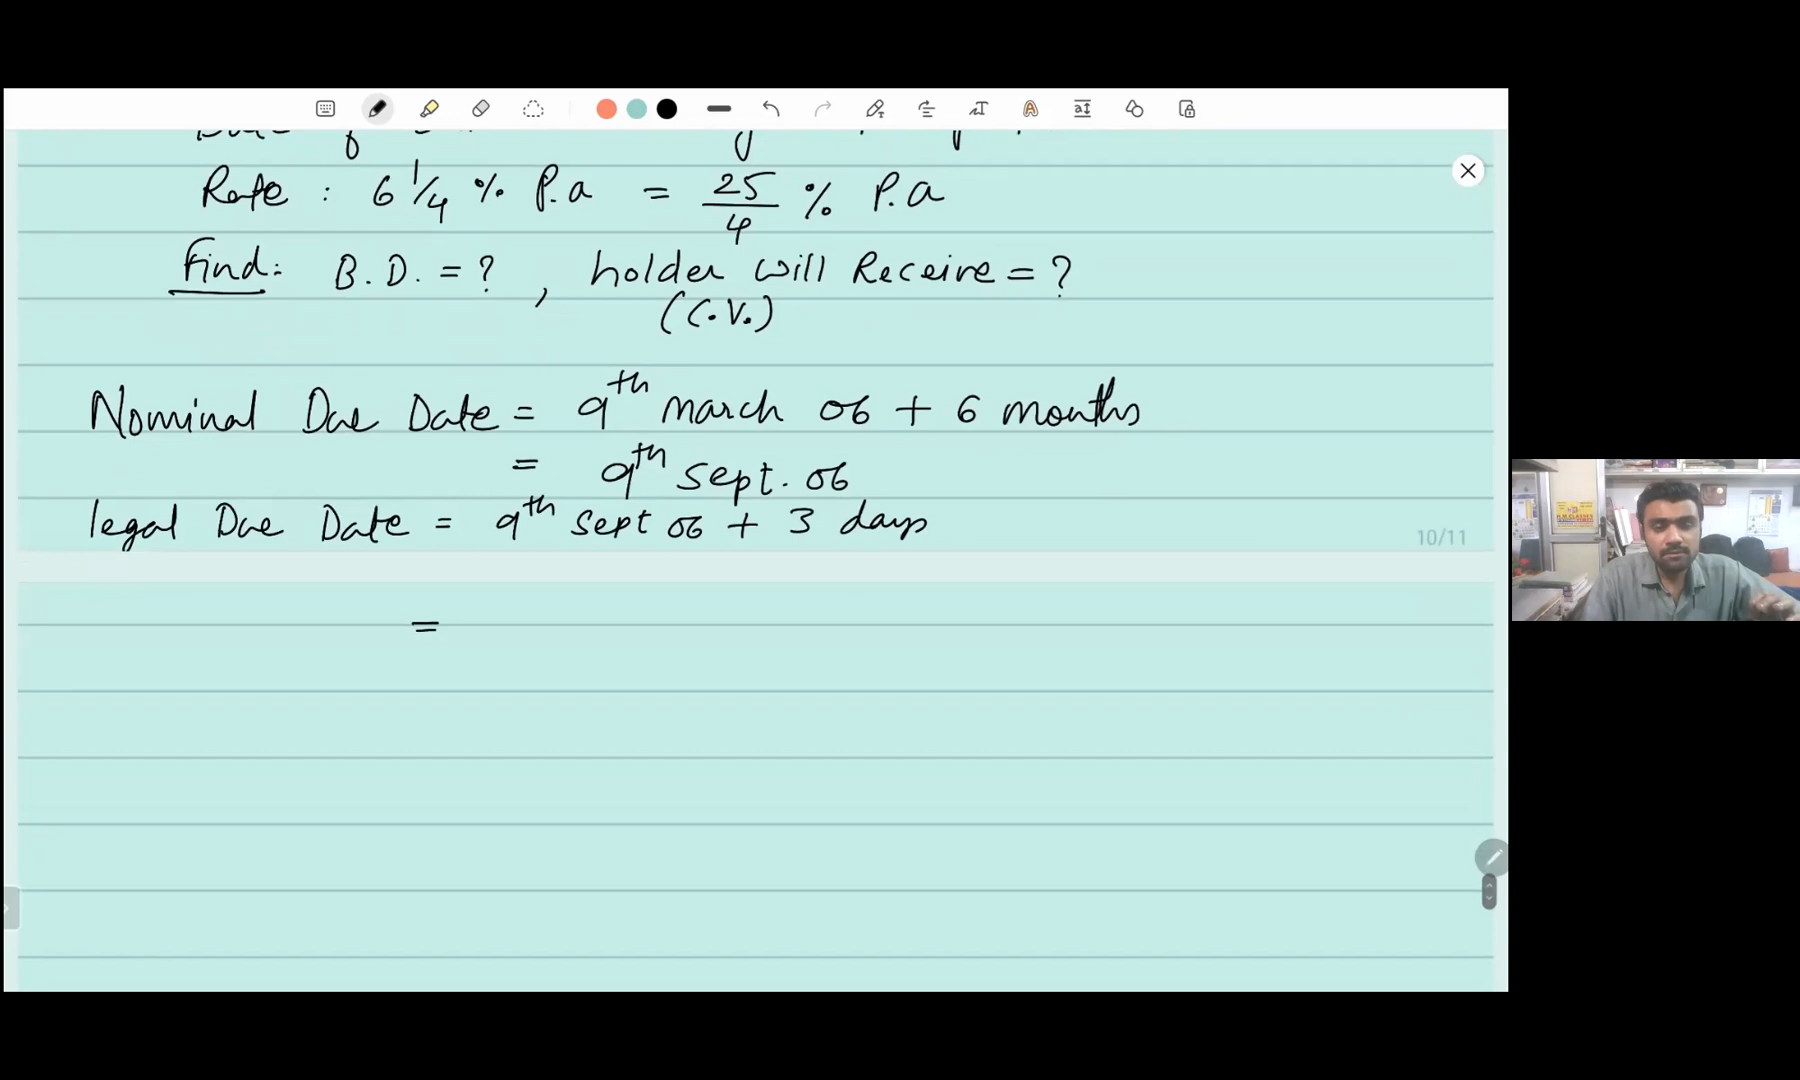 Rate : 6 1/4 % P.a = 25/4 % P.a
Find:- B.D. = ? , holder will Receive = ?
(C.V.)
Nominal Due Date = 9th march 06 + 6 months
= 9th sept. 06
legal Due Date = 9th sept 06 + 3 days
10/11
=